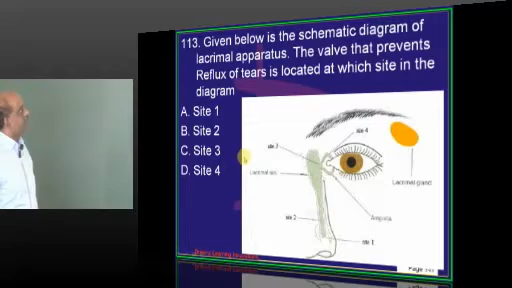 113. Given below is the schematic diagram of
lacrimal apparatus. The valve that prevents
Reflux of tears is located at which site in the
diagram
A. Site 1
B. Site 2
C. Site 3
D. Site 4
site 4
site 3
Lacrimal sac
Lacrimal gland
site 2
Ampulla
site 1
Page